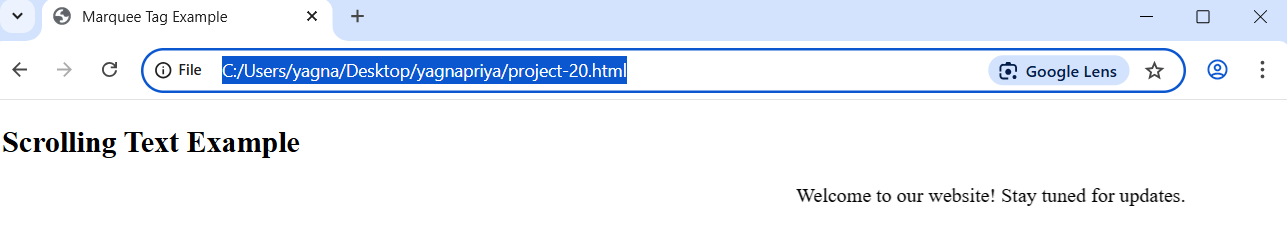 Marquee Tag Example
File C:/Users/yagna/Desktop/yagnapriya/project-20.html Google Lens
Scrolling Text Example
Welcome to our website! Stay tuned for updates.